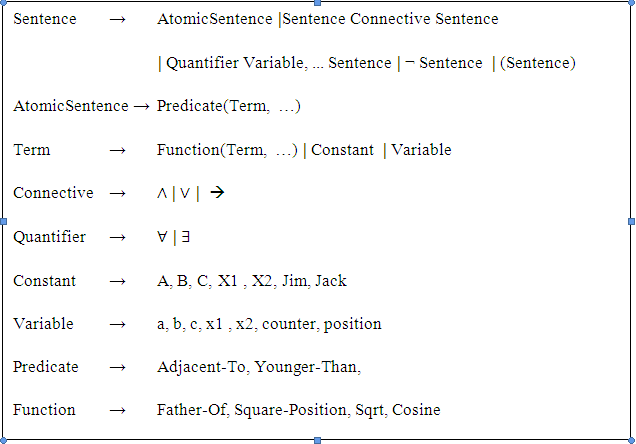 Sentence → AtomicSentence |Sentence Connective Sentence
| Quantifier Variable, ... Sentence | ¬ Sentence | (Sentence)
AtomicSentence → Predicate(Term, …)
Term → Function(Term, …) | Constant | Variable
Connective → ∧ | ∨ | →
Quantifier → ∀ | ∃
Constant → A, B, C, X1 , X2, Jim, Jack
Variable → a, b, c, x1 , x2, counter, position
Predicate → Adjacent-To, Younger-Than,
Function → Father-Of, Square-Position, Sqrt, Cosine